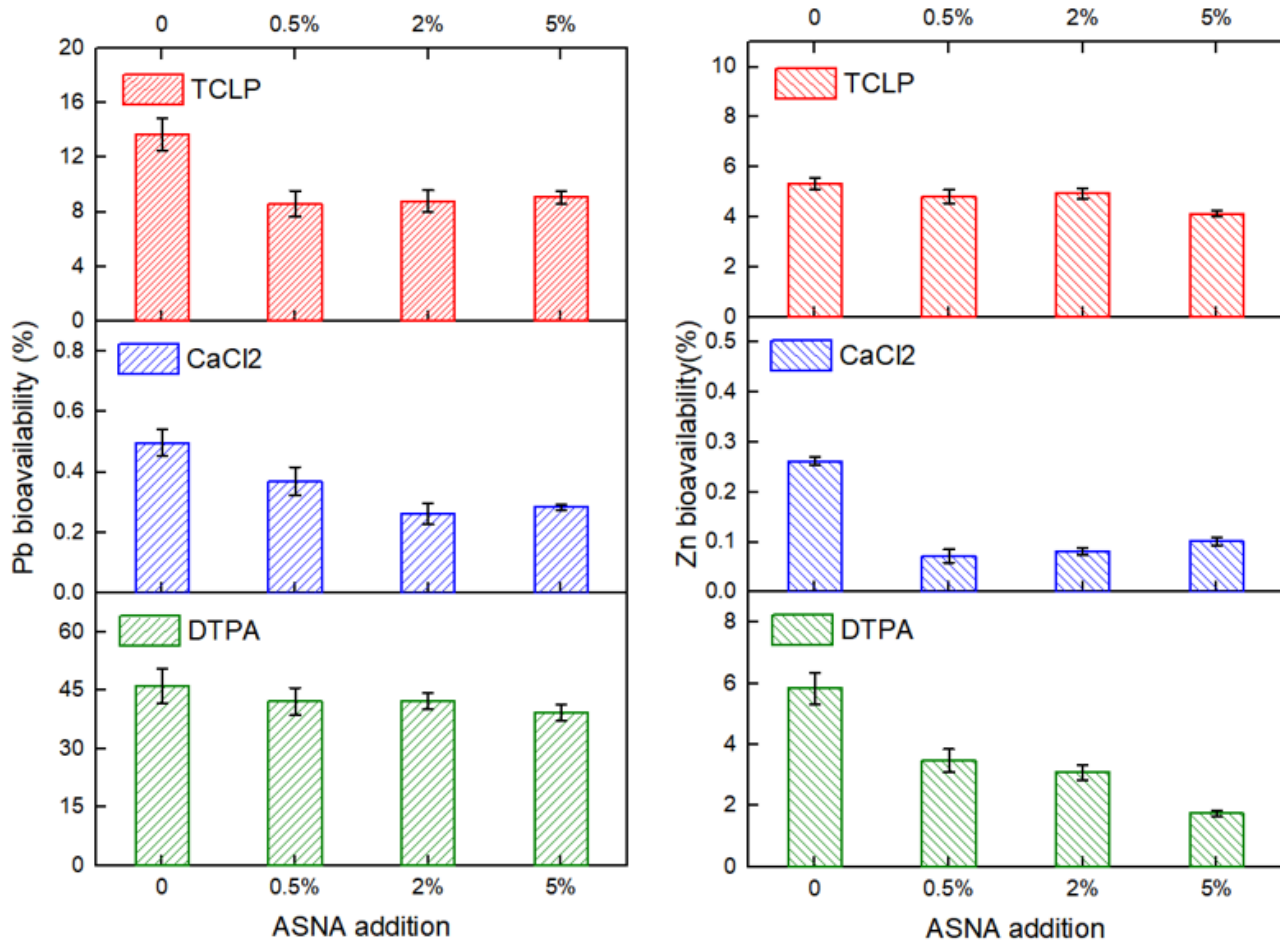 0 0.5% 2% 5%
20
16
12
8
4
0
TCLP
0.8
0.6
0.4
0.2
0.0
CaCl2
60
45
30
15
0
DTPA
Pb bioavailability (%)
0 0.5% 2% 5%
ASNA addition
0 0.5% 2% 5%
10
8
6
4
2
0
TCLP
0.5
0.4
0.3
0.2
0.1
0.0
CaCl2
8
6
4
2
0
DTPA
Zn bioavailability(%)
0 0.5% 2% 5%
ASNA addition